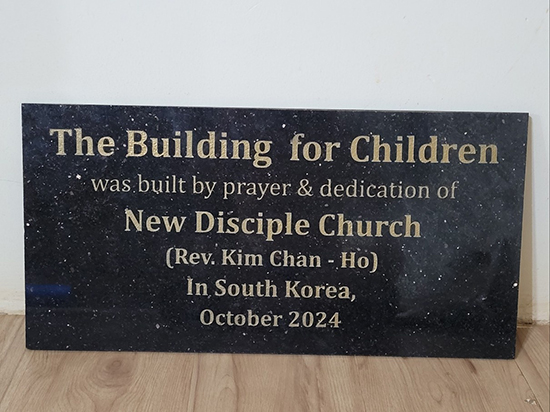 The Building for Children
was built by prayer & dedication of
New Disciple Church
(Rev. Kim Chan - Ho)
In South Korea,
October 2024